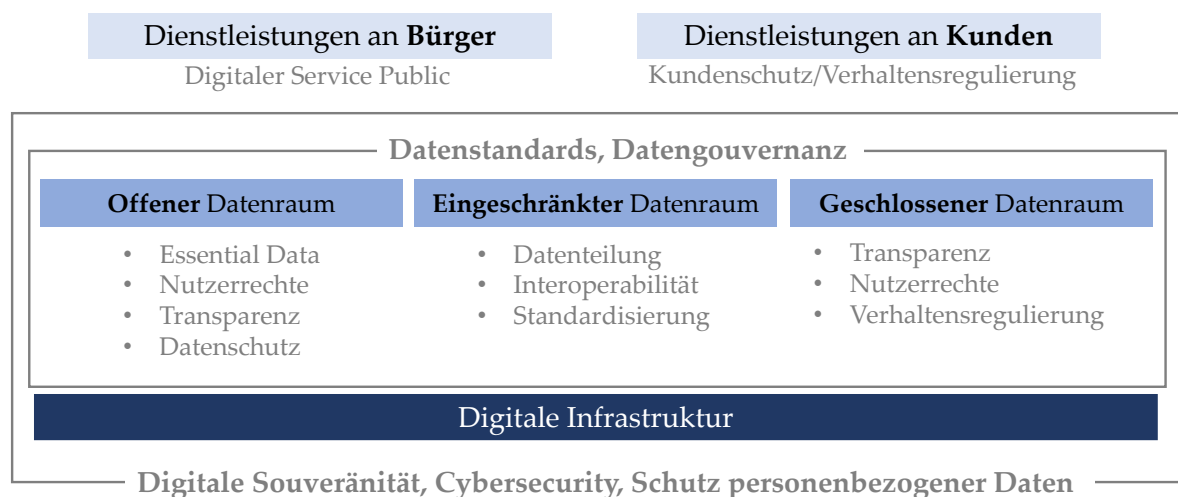 Dienstleistungen an Bürger
Digitaler Service Public
Dienstleistungen an Kunden
Kundenschutz/Verhaltensregulierung
Datenstandards, Datengouvernanz
Offener Datenraum
• Essential Data
• Nutzerrechte
• Transparenz
• Datenschutz
Eingeschränkter Datenraum
• Datenteilung
• Interoperabilität
• Standardisierung
Geschlossener Datenraum
• Transparenz
• Nutzerrechte
• Verhaltensregulierung
Digitale Infrastruktur
Digitale Souveränität, Cybersecurity, Schutz personenbezogener Daten